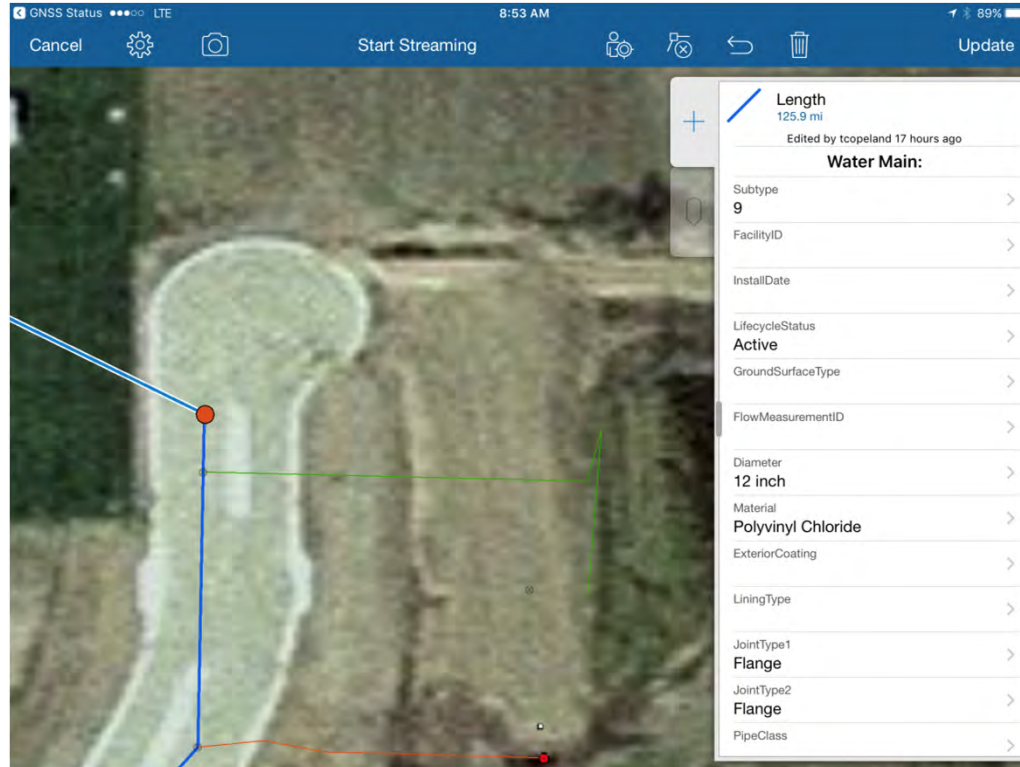 GNSS Status LTE 8:53 AM 89%
Cancel Start Streaming Update
Length
125.9 mi
Edited by tcopeland 17 hours ago
Water Main:
Subtype
9
FacilityID
InstallDate
LifecycleStatus
Active
GroundSurfaceType
FlowMeasurementID
Diameter
12 inch
Material
Polyvinyl Chloride
ExteriorCoating
LiningType
JointType1
Flange
JointType2
Flange
PipeClass